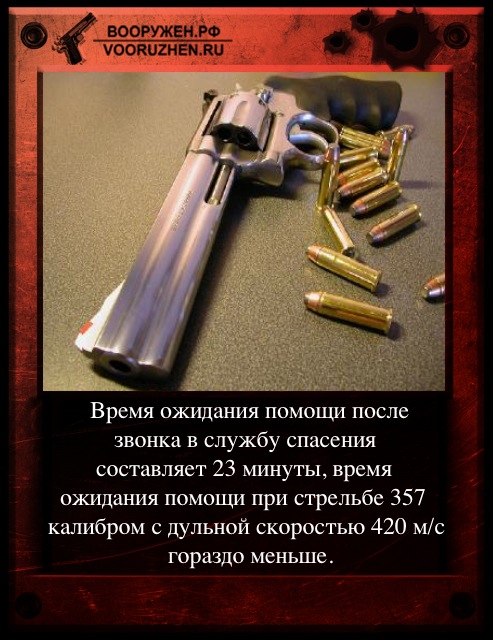 ВООРУЖЕН.РФ
VOORUZHEN.RU
Время ожидания помощи после
звонка в службу спасения
составляет 23 минуты, время
ожидания помощи при стрельбе 357
калибром с дульной скоростью 420 м/с
гораздо меньше.